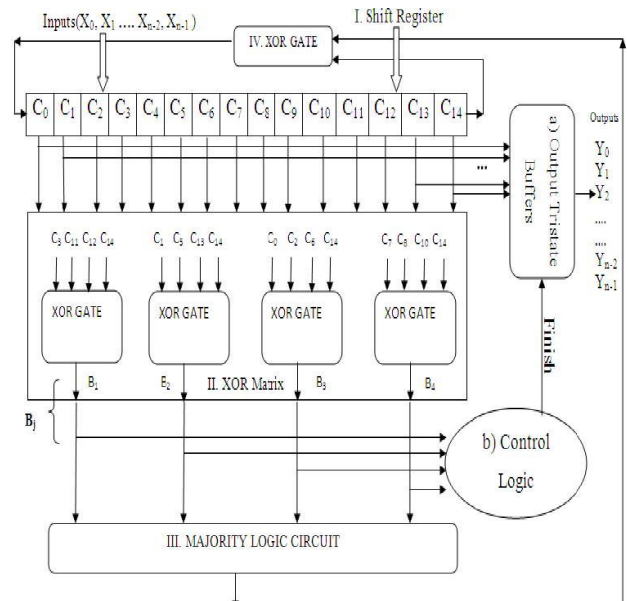 Inputs(X0, X1 .... Xn-2, Xn-1 )
I. Shift Register
IV. XOR GATE
C0 C1 C2 C3 C4 C5 C6 C7 C8 C9 C10 C11 C12 C13 C14
a) Output Tristate Buffers
Outputs
Y0
Y1
Y2
....
....
Yn-2
Yn-1
...
C3 C11 C12 C14
C1 C5 C13 C14
C0 C2 C6 C14
C7 C8 C10 C14
XOR GATE
XOR GATE
XOR GATE
XOR GATE
B1
B2
B3
B4
II. XOR Matrix
Bj
Finish
b) Control
Logic
III. MAJORITY LOGIC CIRCUIT